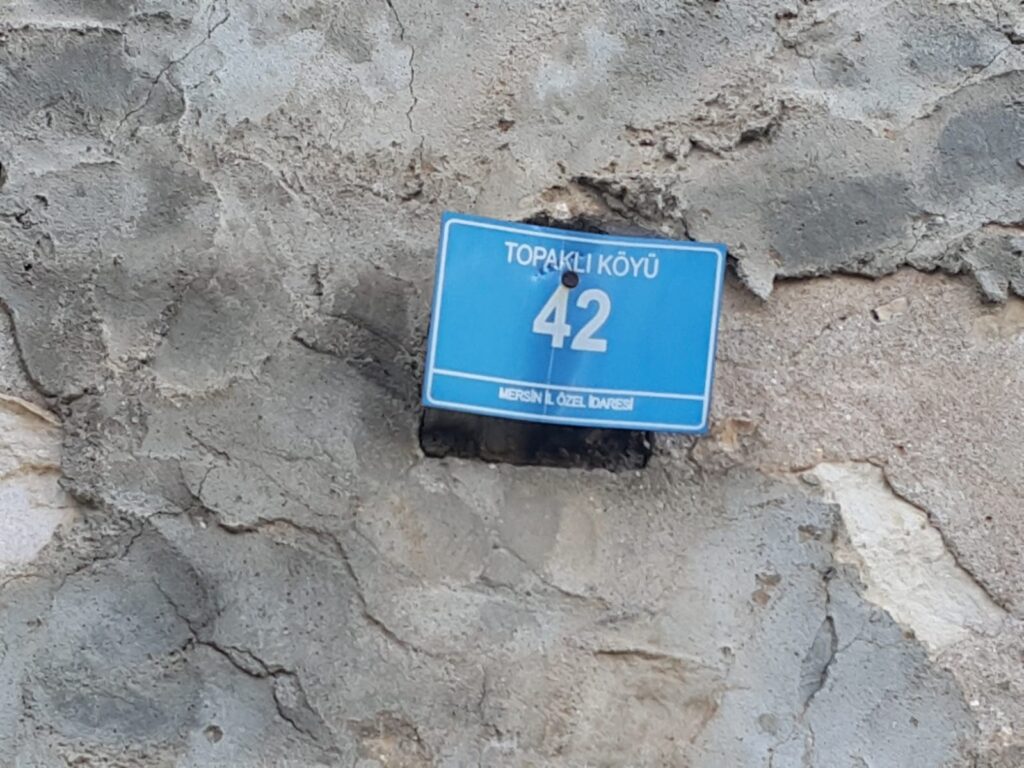 TOPAKLI KÖYÜ
42
MERSİN İL ÖZEL İDARESİ